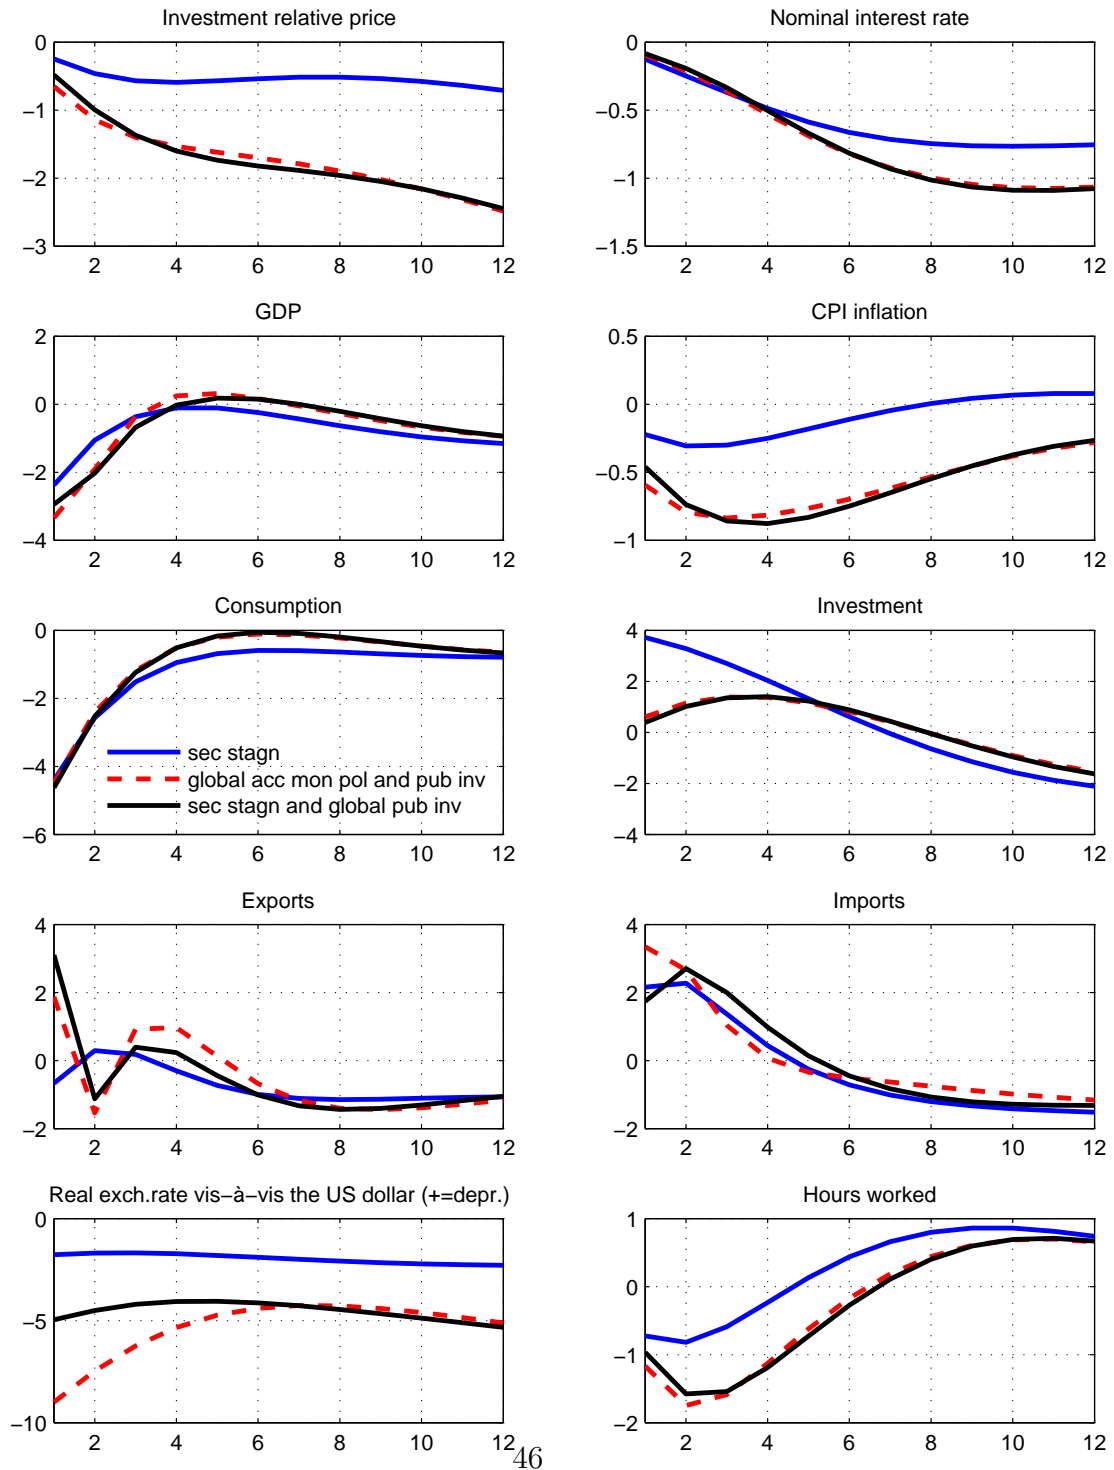 Investment relative price
0
−1
−2
−3
2 4 6 8 10 12
Nominal interest rate
0
−0.5
−1
−1.5
2 4 6 8 10 12
GDP
2
0
−2
−4
2 4 6 8 10 12
CPI inflation
0.5
0
−0.5
−1
2 4 6 8 10 12
Consumption
0
−2
−4
−6
sec stagn
global acc mon pol and pub inv
sec stagn and global pub inv
2 4 6 8 10 12
Investment
4
2
0
−2
−4
2 4 6 8 10 12
Exports
4
2
0
−2
2 4 6 8 10 12
Imports
4
2
0
−2
2 4 6 8 10 12
Real exch.rate vis−à−vis the US dollar (+=depr.)
0
−5
−10
2 4 6 8 10 12
Hours worked
1
0
−1
−2
2 4 6 8 10 12
46